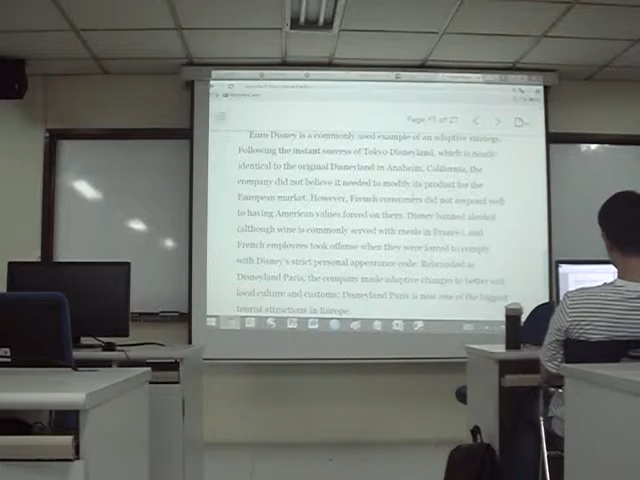 Page 15 of 27
Euro Disney is a commonly used example of an adaptive strategy.
Following the instant success of Tokyo Disneyland, which is nearly
identical to the original Disneyland in Anaheim, California, the
company did not believe it needed to modify its product for the
European market. However, French consumers did not respond well
to having American values forced on them. Disney banned alcohol
(although wine is commonly served with meals in France), and
French employees took offense when they were forced to comply
with Disney's strict personal appearance code. Rebranded as
Disneyland Paris, the company made adaptive changes to better suit
local culture and customs; Disneyland Paris is now one of the biggest
tourist attractions in Europe.